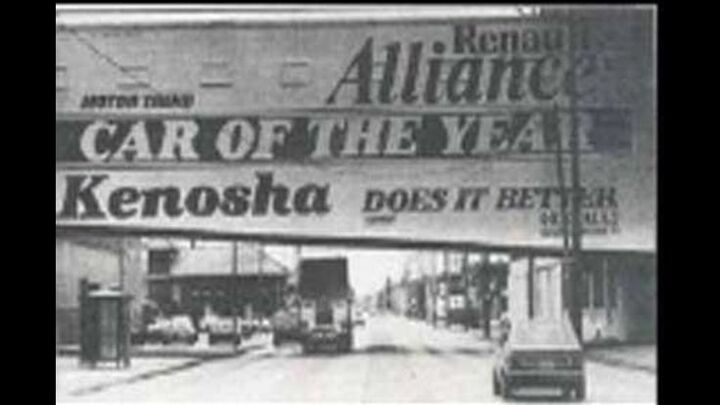 Renault
Alliance
MOTOR TREND
CAR OF THE YEAR
Kenosha DOES IT BETTER